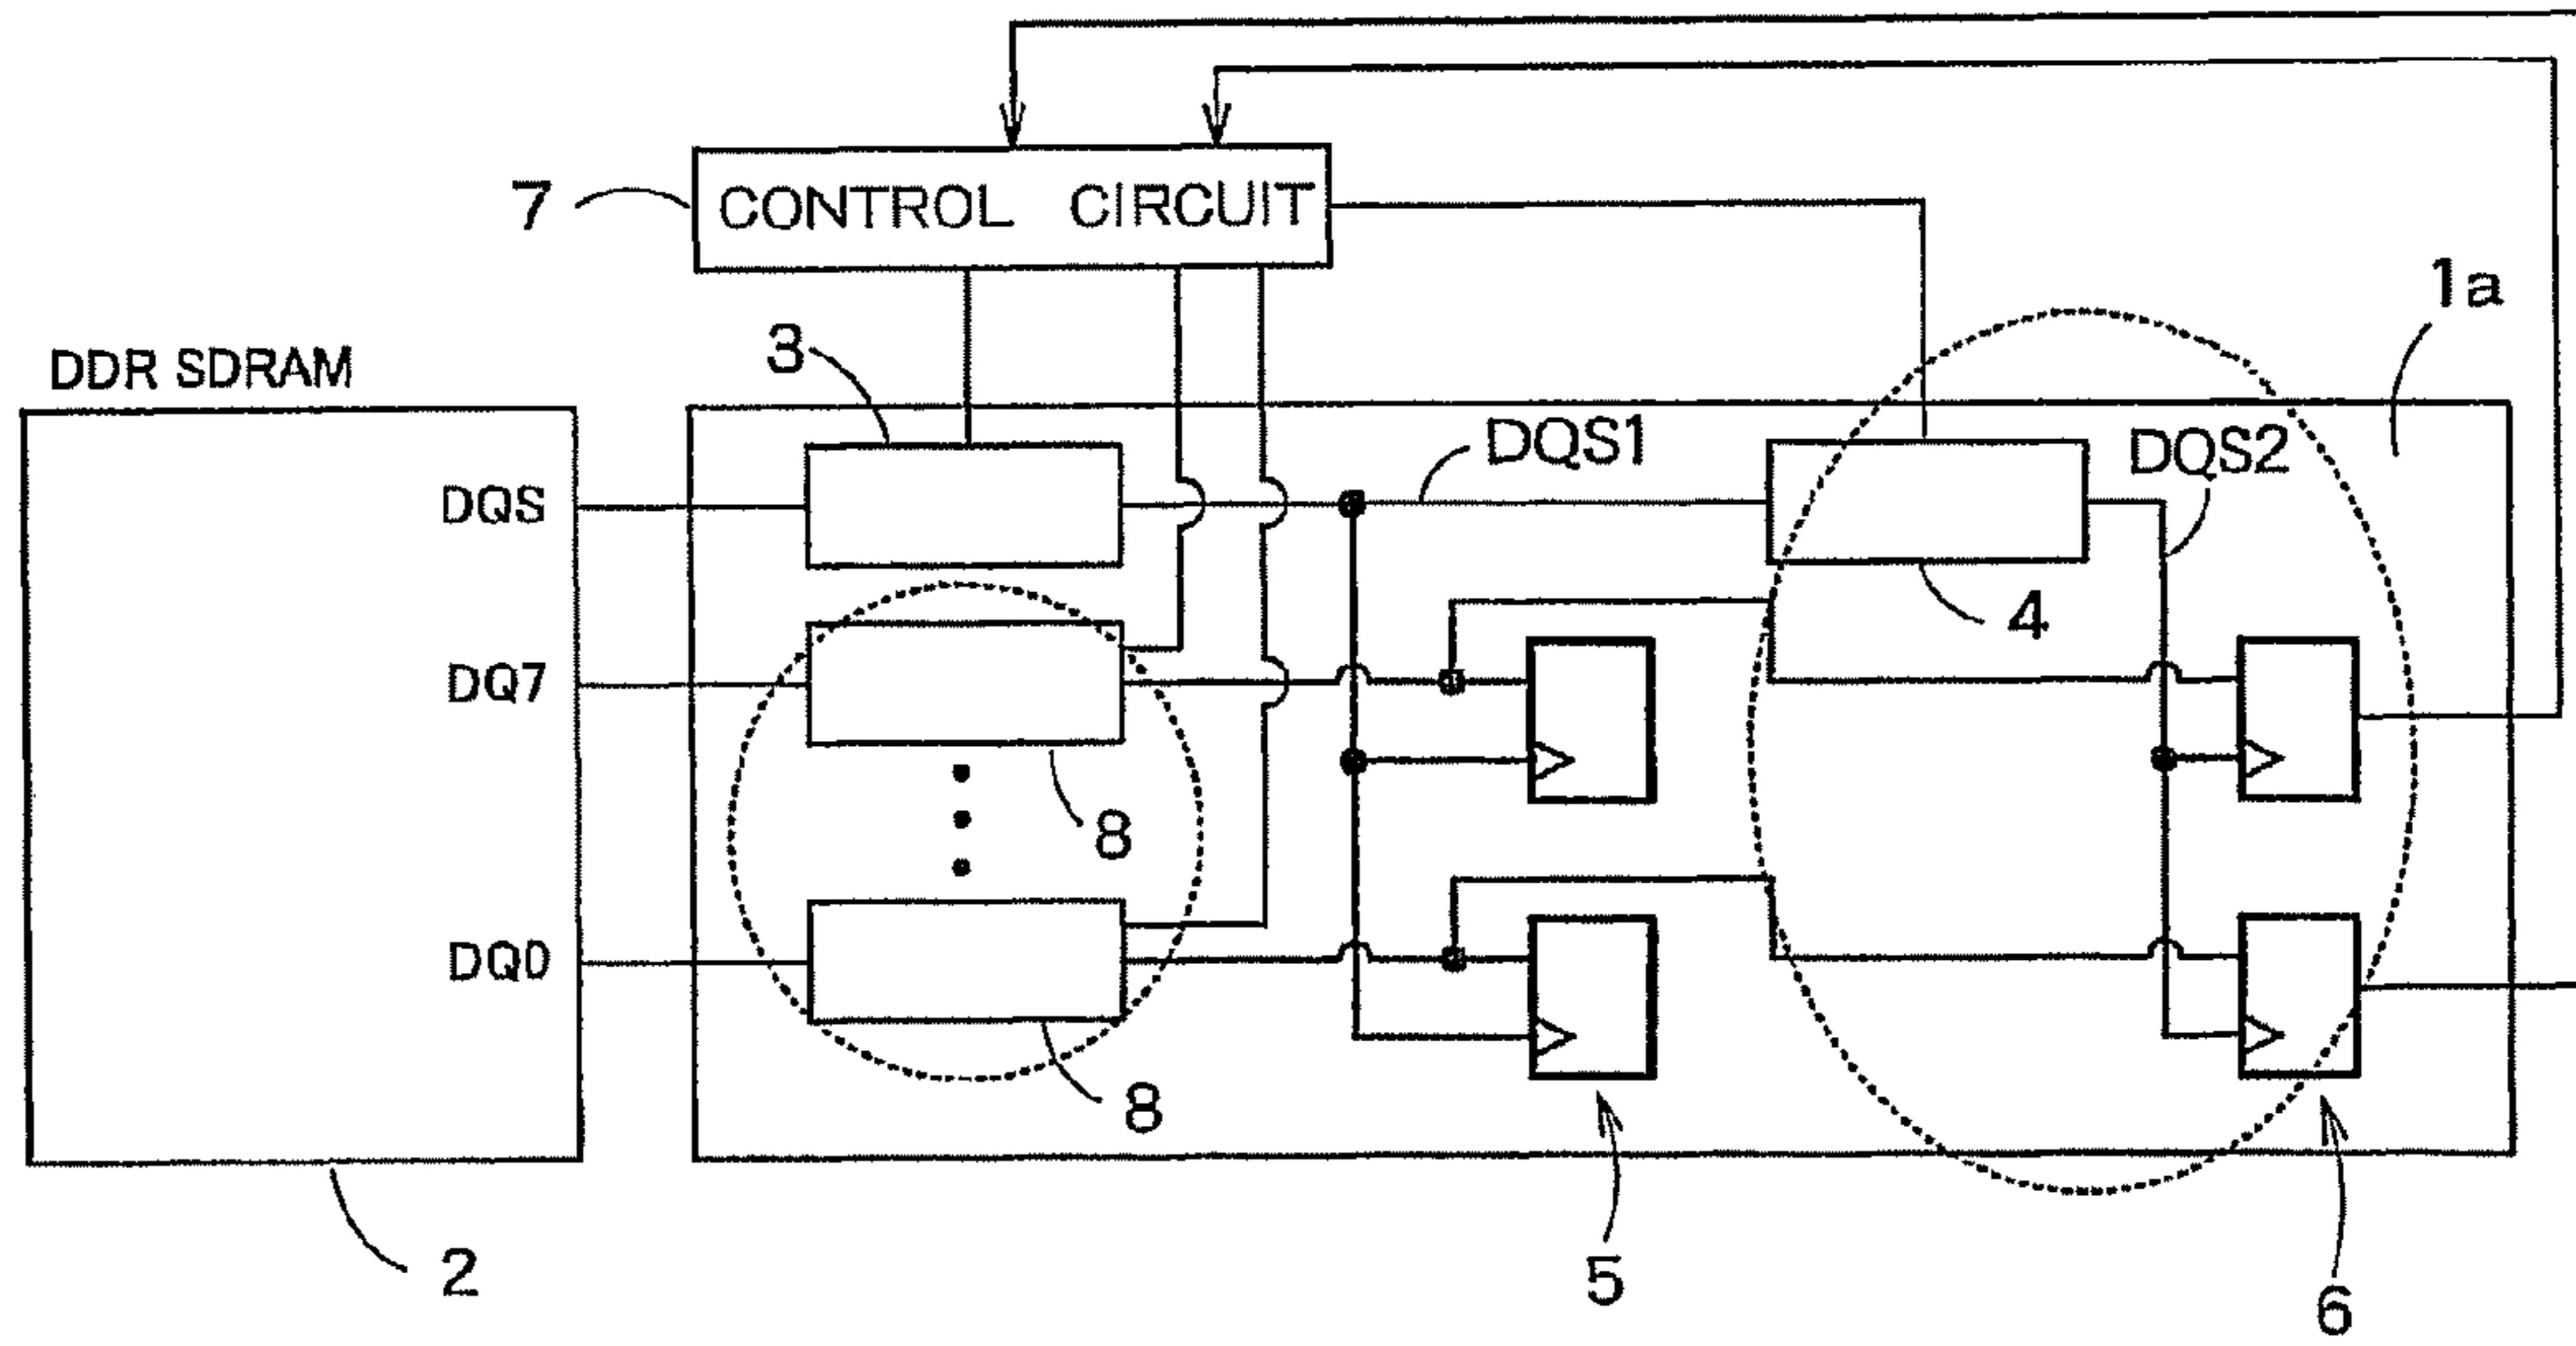 7
CONTROL CIRCUIT
1a
DDR SDRAM
3
DQS
DQS1
DQS2
4
DQ7
8
DQ0
8
5
2
6